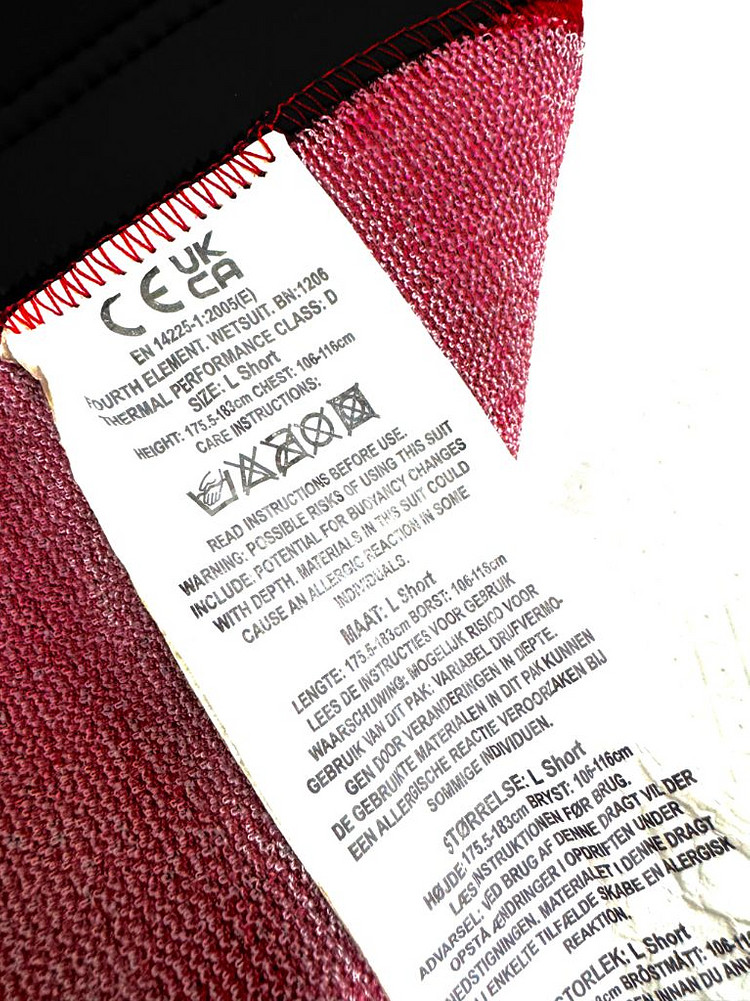 CE UK
CA
EN 14225-1:2005(E)
FOURTH ELEMENT. WETSUIT. BN:1206
THERMAL PERFORMANCE CLASS: D
SIZE: L Short
HEIGHT: 175.5-183cm CHEST: 106-116cm
CARE INSTRUCTIONS:
READ INSTRUCTIONS BEFORE USE.
WARNING: POSSIBLE RISKS OF USING THIS SUIT
INCLUDE: POTENTIAL FOR BUOYANCY CHANGES
WITH DEPTH. MATERIALS IN THIS SUIT COULD
CAUSE AN ALLERGIC REACTION IN SOME
INDIVIDUALS.
MAAT: L Short
LENGTE: 175.5-183cm BORST: 106-116cm
LEES DE INSTRUCTIES VOOR GEBRUIK
WAARSCHUWING: MOGELIJK RISICO VOOR
GEBRUIK VAN DIT PAK: VARIABEL DRIJFVERMO.
GEN DOOR VERANDERINGEN IN DIEPTE.
DE GEBRUIKTE MATERIALEN IN DIT PAK KUNNEN
EEN ALLERGISCHE REACTIE VEROORZAKEN BIJ
SOMMIGE INDIVIDUEN.
STØRRELSE: L Short
HØJDE: 175.5-183cm BRYST: 106-116cm
LÆS INSTRUKTIONEN FØR BRUG.
ADVARSEL: VED BRUG AF DENNE DRAGT VIL DER
OPSTÅ ÆNDRINGER I OPDRIFTEN UNDER
NEDSTIGNINGEN. MATERIALET I DENNE DRAGT
I ENKELTE TILFÆLDE SKABE EN ALERGISK
REAKTION.
STORLEK: L Short
cm BRÖSTMÅTT: 106-11
INNAN DU